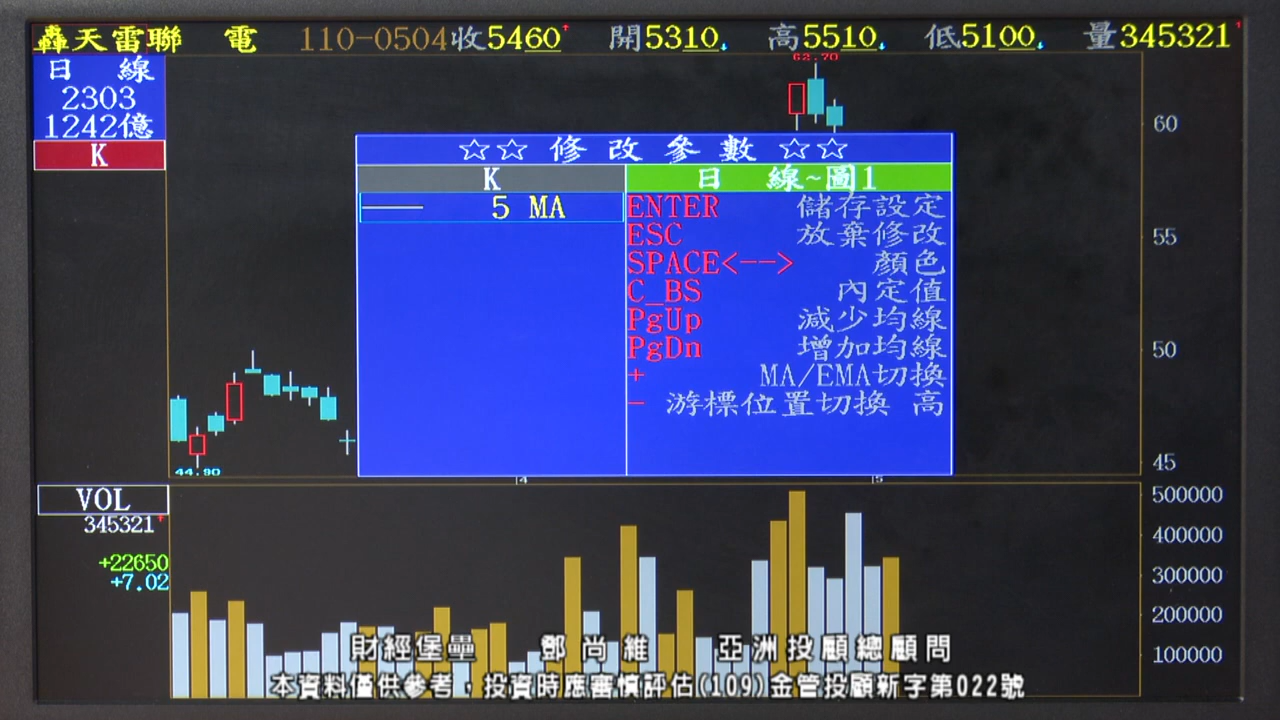 轟天雷聯 電 110-0504收5460↑ 開5310↓ 高5510↓ 低5100↓ 量345321↑
日 線
2303
1242億
K
62.70
60
55
50
45
44.90
☆☆ 修 改 參 數 ☆☆
K 日 線~圖1
5 MA
ENTER 儲存設定
ESC 放棄修改
SPACE<--> 顏色
C_BS 內定值
PgUp 減少均線
PgDn 增加均線
+ MA/EMA切換
- 游標位置切換 高
4 5
VOL
345321↑
+22650
+7.02
500000
400000
300000
200000
100000
財經堡壘 鄧尚維 亞洲投顧總顧問
本資料僅供參考，投資時應審慎評估(109)金管投顧新字第022號